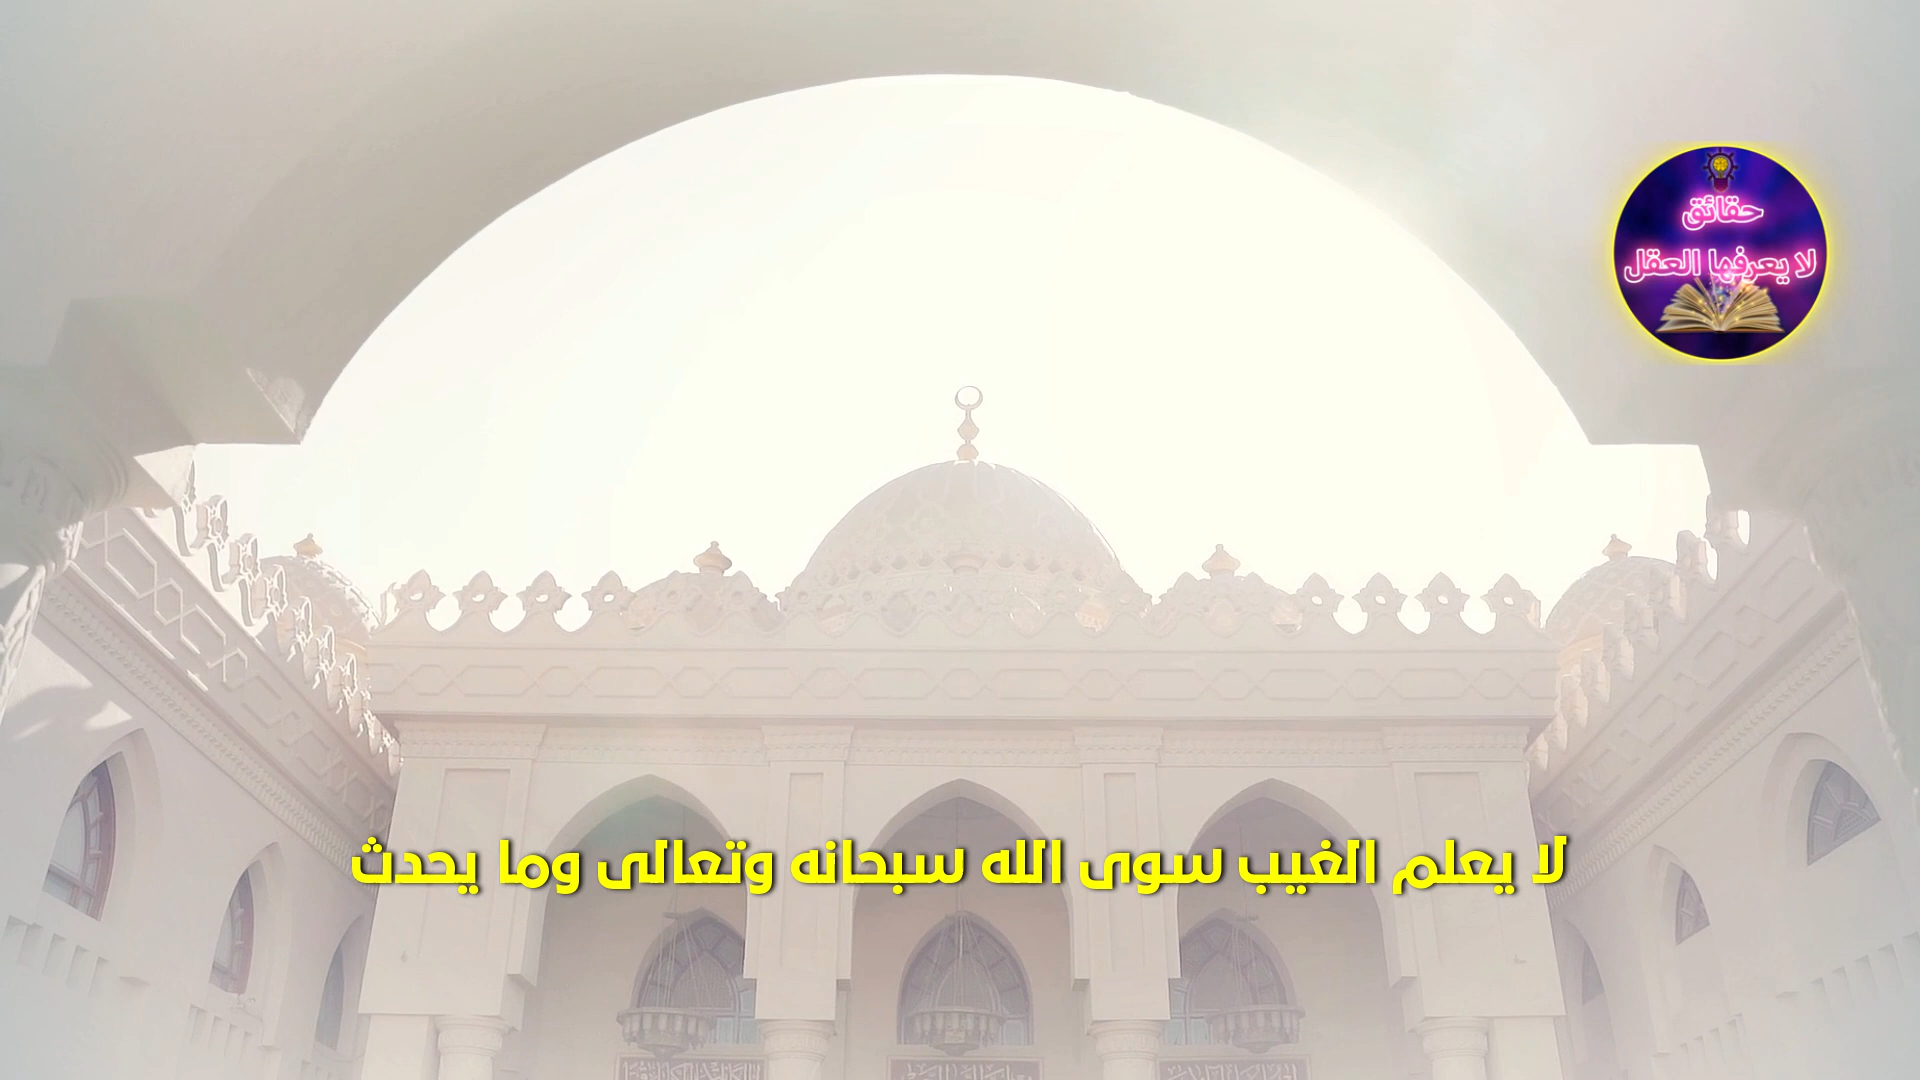 حقائق
لا يعرفها العقل
لا يعلم الغيب سوى الله سبحانه وتعالى وما يحدث